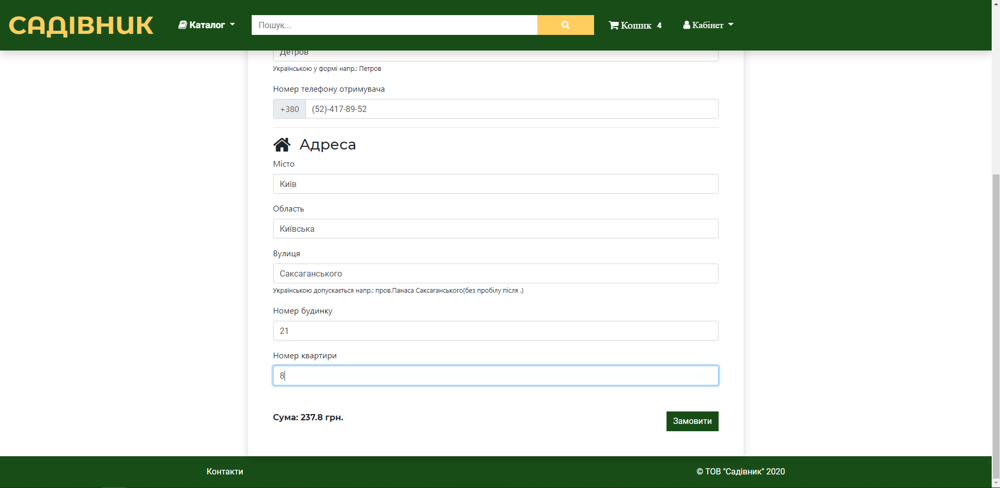 САДІВНИК
Каталог
Пошук...
Кошик 4
Кабінет
Детров
Українською у формі напр.: Петров
Номер телефону отримувача
+380 (52)-417-89-52
Адреса
Місто
Київ
Область
Київська
Вулиця
Саксаганського
Українською допускається напр.: пров.Панаса Саксаганського(без пробілу після .)
Номер будинку
21
Номер квартири
8
Сума: 237.8 грн.
Замовити
Контакти
© ТОВ "Садівник" 2020